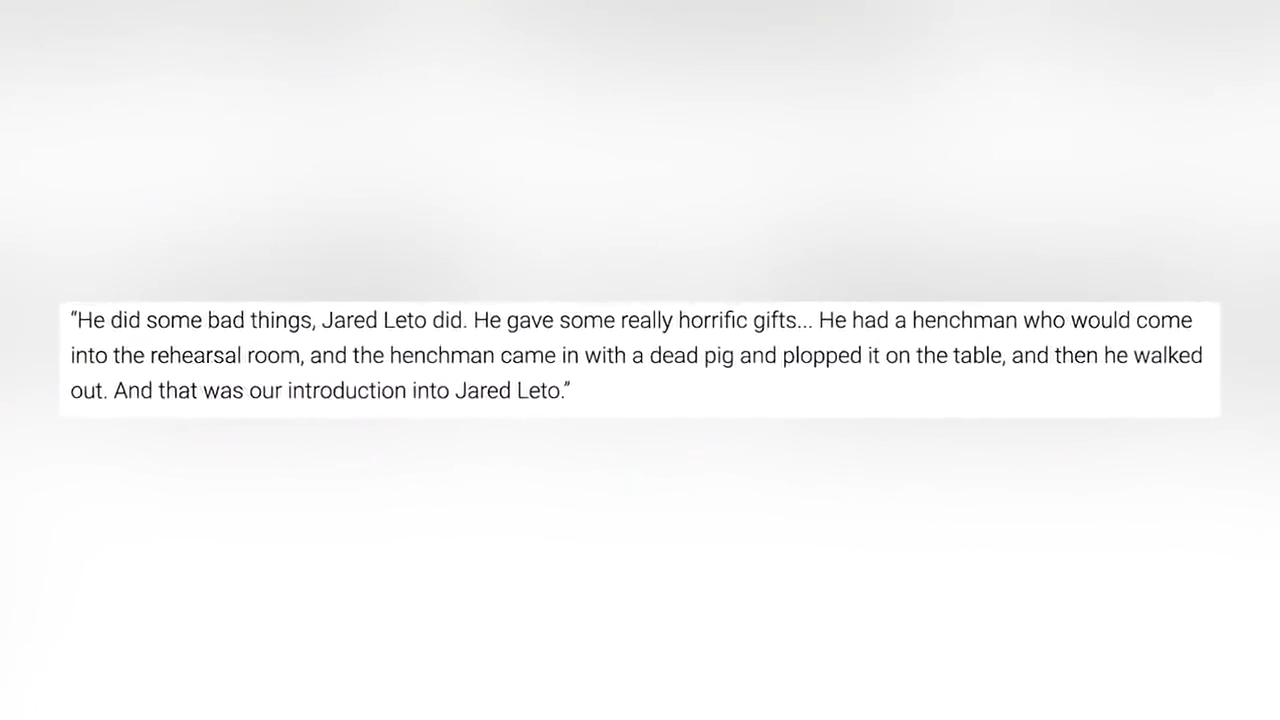 “He did some bad things, Jared Leto did. He gave some really horrific gifts... He had a henchman who would come
into the rehearsal room, and the henchman came in with a dead pig and plopped it on the table, and then he walked
out. And that was our introduction into Jared Leto.”